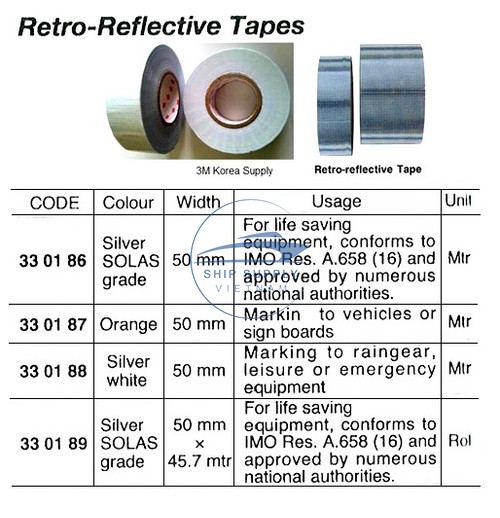 Retro-Reflective Tapes
3M Korea Supply
Retro-reflective Tape
CODE Colour Width Usage Unit
33 01 86 Silver SOLAS grade 50 mm For life saving equipment, conforms to IMO Res. A.658 (16) and approved by numerous national authorities. Mtr
33 01 87 Orange 50 mm Markin to vehicles or sign boards Mtr
33 01 88 Silver white 50 mm Marking to raingear, leisure or emergency equipment Mtr
33 01 89 Silver SOLAS grade 50 mm × 45.7 mtr For life saving equipment, conforms to IMO Res. A.658 (16) and approved by numerous national authorities. Rol
SHIP SUPPLY
VIETNAM